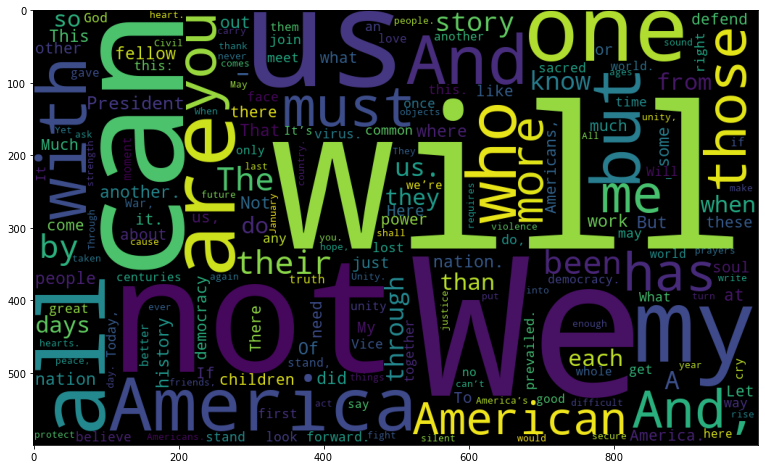 0
100
200
300
400
500
0 200 400 600 800
will
We
not
can
us
one
are
you
And
must
who
more
but
those
with
all
America
American
And,
my
has
been
me
by
their
The
us.
they
than
through
each
when
from
know
story
so
out
This
God
heart.
Civil
fellow
other
gave
this:
President
Much
another.
War,
it.
come
about
cause
people
centuries
days
great
hearts.
peace.
nation
protect
believe
Americans
stand
look
forward.
fight
first
act
say
children
If
friends.
things
did
need
Of
stand,
My
Vice
unity
Unity.
There
democracy
history
better
ever
day.
Today.
taken
Through
strength
moment
It
Yet
ask
When
May
comes
never
thank
carry
them
join
meet
what
an
love
another
or
people.
sacred
defend
right
sound
world.
ages
objects
time
much
some
All
unity,
if
make
Will
But
may
these
work
Americans,
requires
violence
do,
power
Here
lost
just
nation.
shall
we're
this.
like
once
where
common
virus.
It's
face
there
That
only
last
country.
Not
do
any
January
future
you.
hope,
again
truth
together
justice
put
into
democracy.
world
prayers
soul
write
What
turn
at
enough
whole
no
can't
prevailed.
get
A
year
cry
To
America's
good
Let
way
rise
here
America.
secure
would
silent